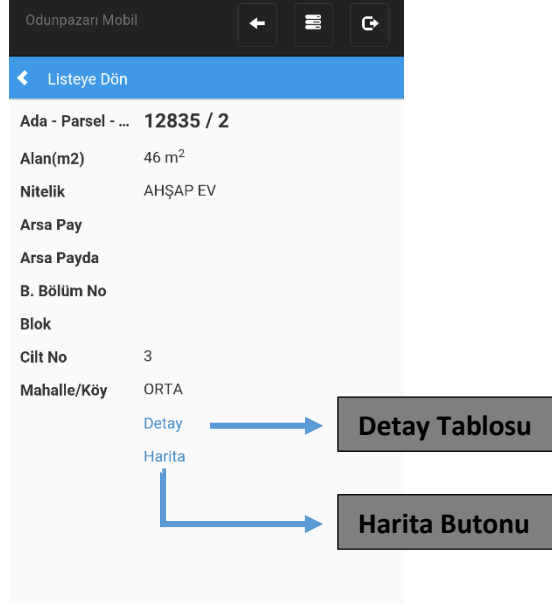 Odunpazarı Mobil
Listeye Dön
Ada - Parsel - ... 12835 / 2
Alan(m2) 46 m²
Nitelik AHŞAP EV
Arsa Pay
Arsa Payda
B. Bölüm No
Blok
Cilt No 3
Mahalle/Köy ORTA
Detay
Detay Tablosu
Harita
Harita Butonu